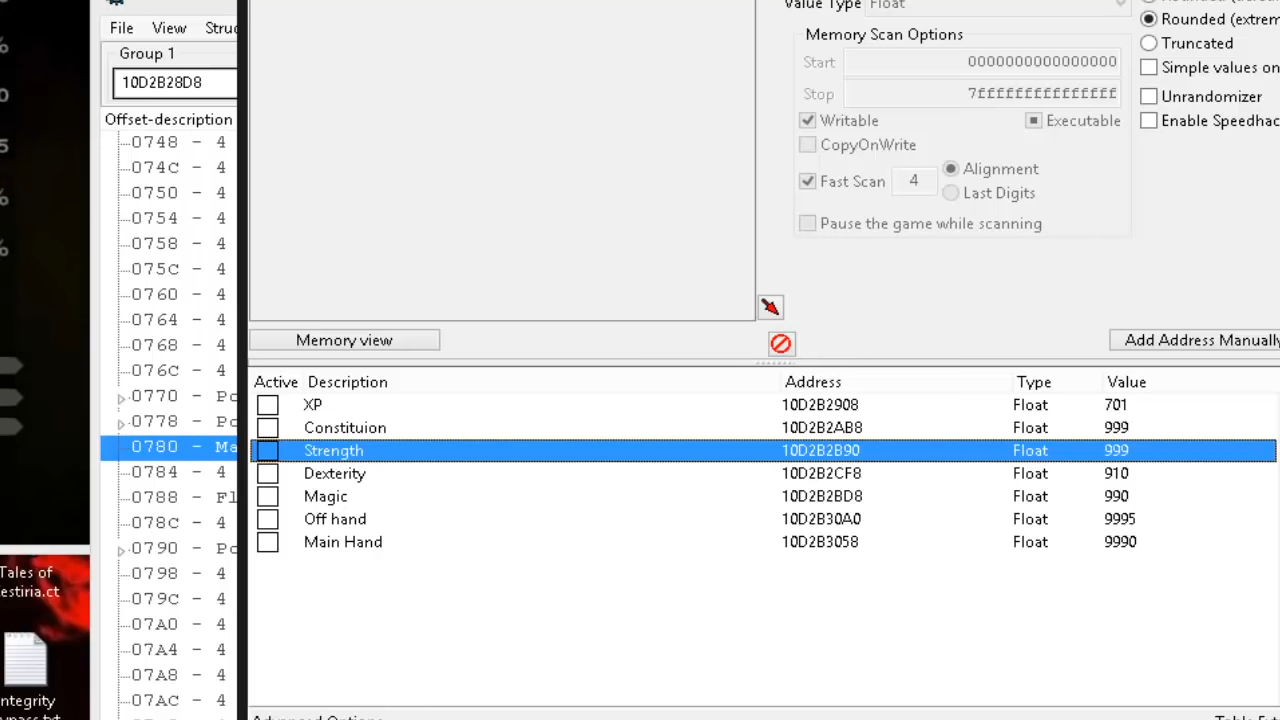 File View Struc
Group 1
10D2B28D8
Offset-description
0748 - 4
074C - 4
0750 - 4
0754 - 4
0758 - 4
075C - 4
0760 - 4
0764 - 4
0768 - 4
076C - 4
0770 - Po
0778 - Po
0780 - Ma
0784 - 4
0788 - Fl
078C - 4
0790 - Po
0798 - 4
079C - 4
07A0 - 4
07A4 - 4
07A8 - 4
07AC - 4
Value Type Float
Memory Scan Options
Start 0000000000000000
Stop 7fffffffffffffff
Writable Executable
CopyOnWrite
Fast Scan 4 Alignment
Last Digits
Pause the game while scanning
Rounded (extrem
Truncated
Simple values on
Unrandomizer
Enable Speedhac
Memory view
Add Address Manually
Active Description Address Type Value
XP 10D2B2908 Float 701
Constituion 10D2B2AB8 Float 999
Strength 10D2B2B90 Float 999
Dexterity 10D2B2CF8 Float 910
Magic 10D2B2BD8 Float 990
Off hand 10D2B30A0 Float 9995
Main Hand 10D2B3058 Float 9990
Advanced Options
Tales of
estiria.ct
ntegrity
ypass.txt